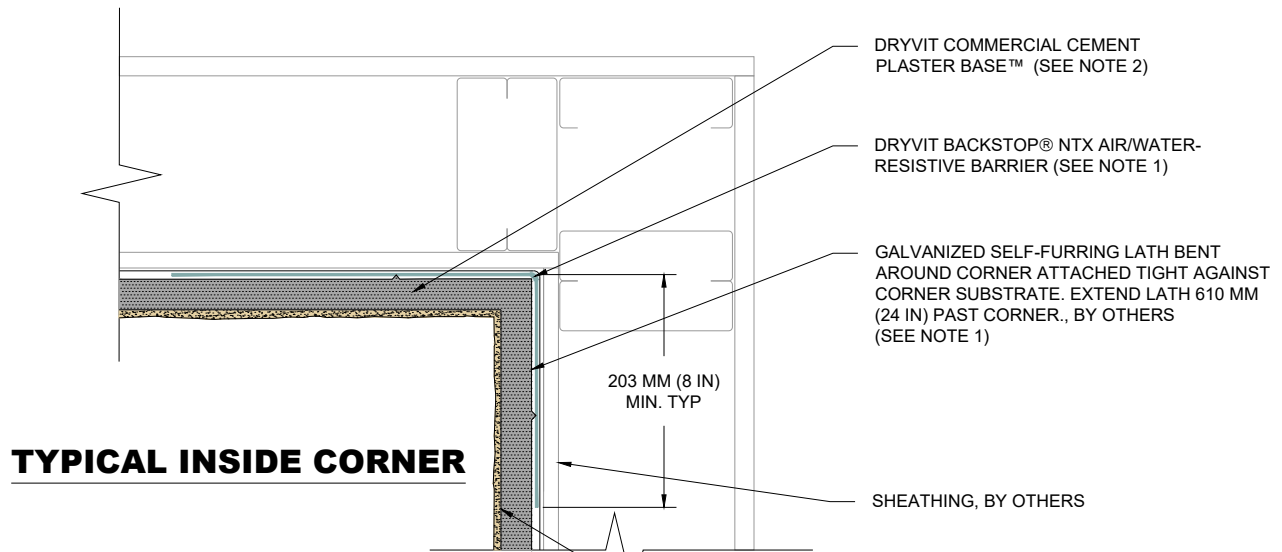 DRYVIT COMMERCIAL CEMENT
PLASTER BASE™ (SEE NOTE 2)
DRYVIT BACKSTOP® NTX AIR/WATER-
RESISTIVE BARRIER (SEE NOTE 1)
GALVANIZED SELF-FURRING LATH BENT
AROUND CORNER ATTACHED TIGHT AGAINST
CORNER SUBSTRATE. EXTEND LATH 610 MM
(24 IN) PAST CORNER., BY OTHERS
(SEE NOTE 1)
203 MM (8 IN)
MIN. TYP
TYPICAL INSIDE CORNER
SHEATHING, BY OTHERS